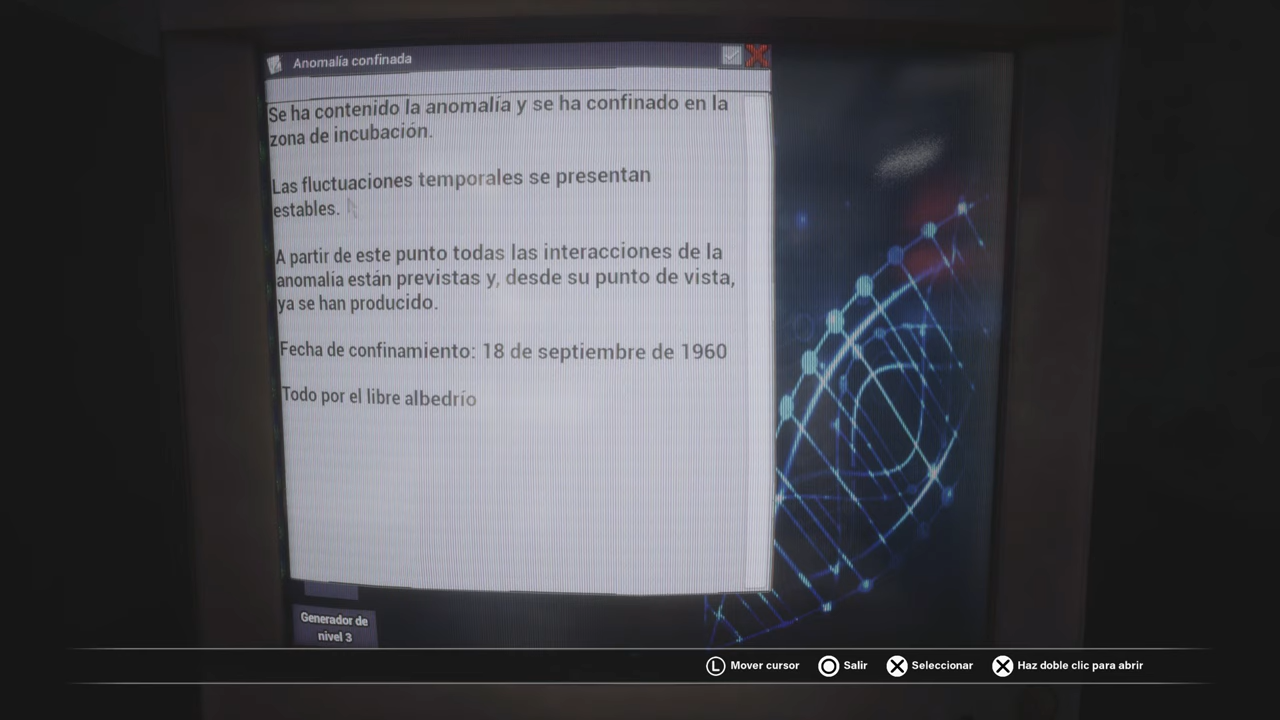 Anomalía confinada
Se ha contenido la anomalía y se ha confinado en la
zona de incubación.
Las fluctuaciones temporales se presentan
estables.
A partir de este punto todas las interacciones de la
anomalía están previstas y, desde su punto de vista,
ya se han producido.
Fecha de confinamiento: 18 de septiembre de 1960
Todo por el libre albedrío
Generador de
nivel 3
L Mover cursor Salir Seleccionar Haz doble clic para abrir